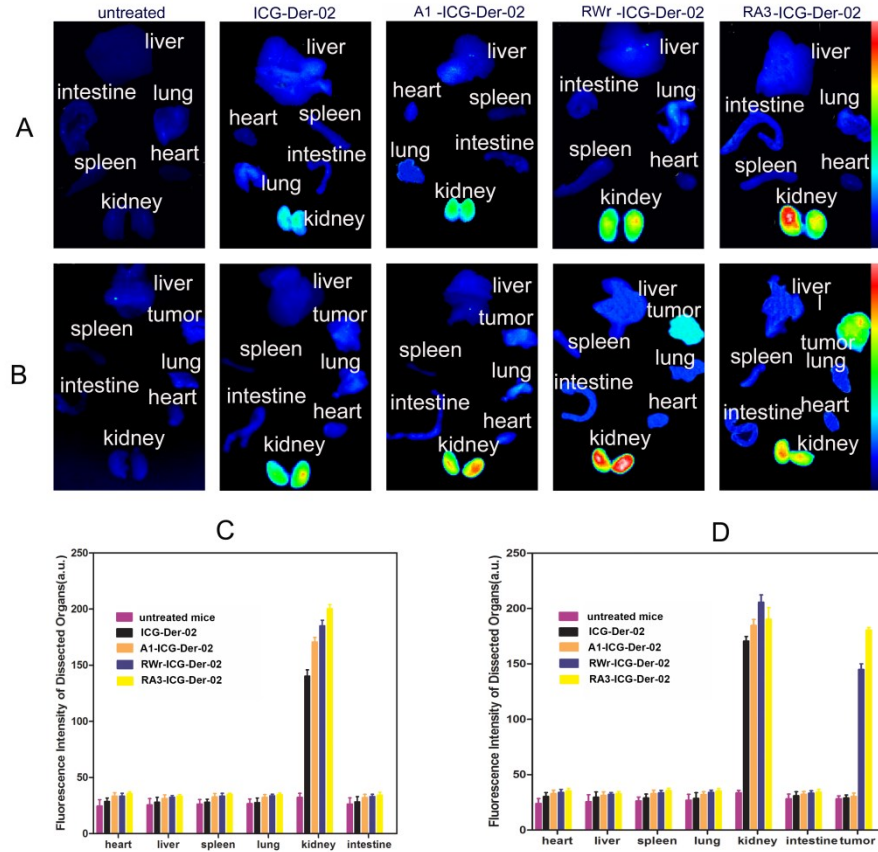 untreated ICG-Der-02 A1-ICG-Der-02 RWr-ICG-Der-02 RA3-ICG-Der-02
A
liver
intestine lung
spleen heart
kidney
liver
heart spleen
intestine
lung
kidney
liver
heart
spleen
lung intestine
kidney
liver
intestine lung
spleen heart
kindey
liver
intestine lung
spleen heart
kidney
B
liver
tumor
spleen
lung
intestine heart
kidney
liver
tumor
spleen lung
intestine heart
kidney
liver
tumor
spleen lung
intestine heart
kidney
liver
tumor
spleen lung
intestine heart
kidney
liver
l
tumor
spleen lung
intestine heart
kidney
C
Fluorescence Intensity of Dissected Organs(a.u.)
250
200
150
100
50
0
untreated mice
ICG-Der-02
A1-ICG-Der-02
RWr-ICG-Der-02
RA3-ICG-Der-02
heart liver spleen lung kidney intestine
D
Fluorescence Intensity of Dissected Organs(a.u.)
250
200
150
100
50
0
untreated mice
ICG-Der-02
A1-ICG-Der-02
RWr-ICG-Der-02
RA3-ICG-Der-02
heart liver spleen lung kidney intestine tumor